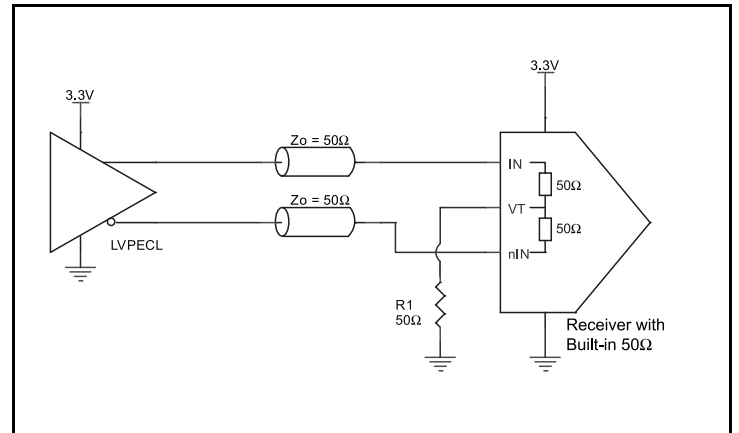 3.3V
3.3V
Zo = 50Ω
Zo = 50Ω
LVPECL
IN
50Ω
VT
50Ω
nIN
R1
50Ω
Receiver with
Built-in 50Ω